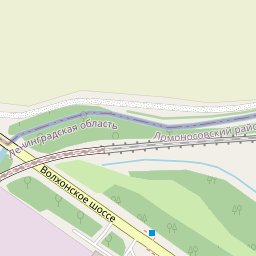 Ленинградская область
Ломоносовский рай
Волхонское шоссе